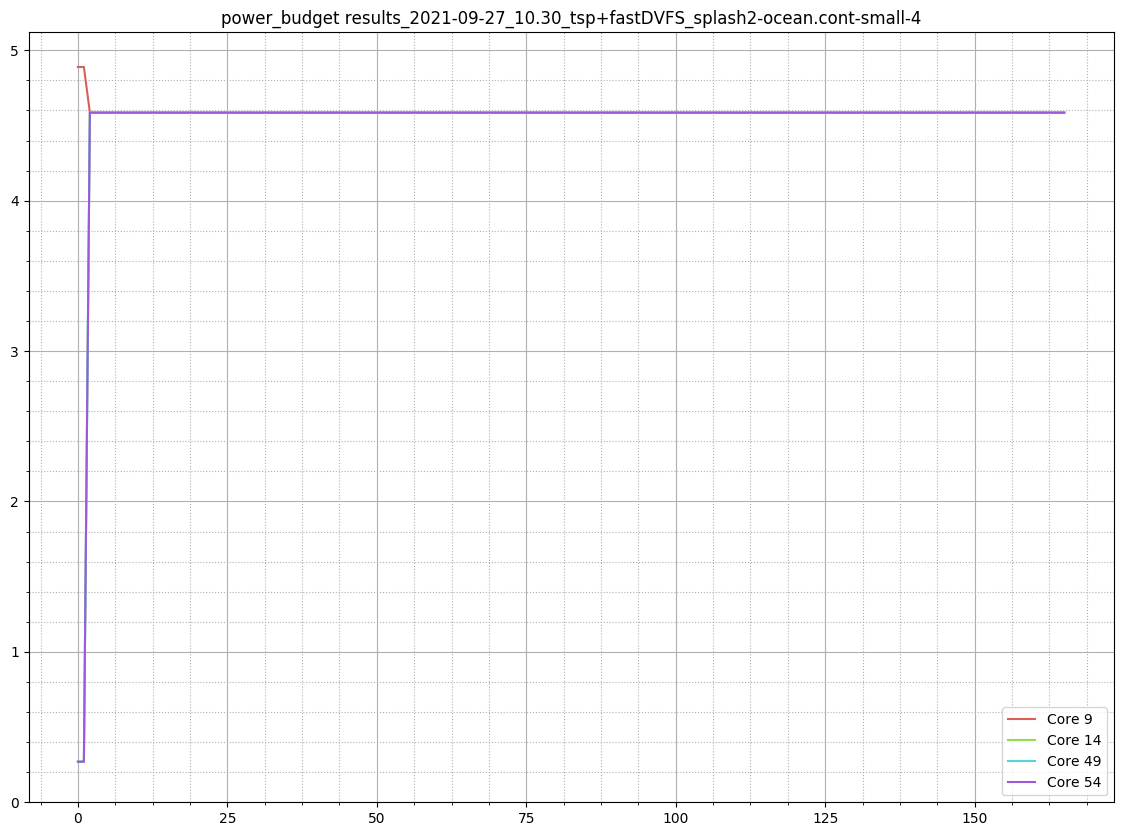 power_budget results_2021-09-27_10.30_tsp+fastDVFS_splash2-ocean.cont-small-4
5
4
3
2
1
0
0 25 50 75 100 125 150
Core 9
Core 14
Core 49
Core 54